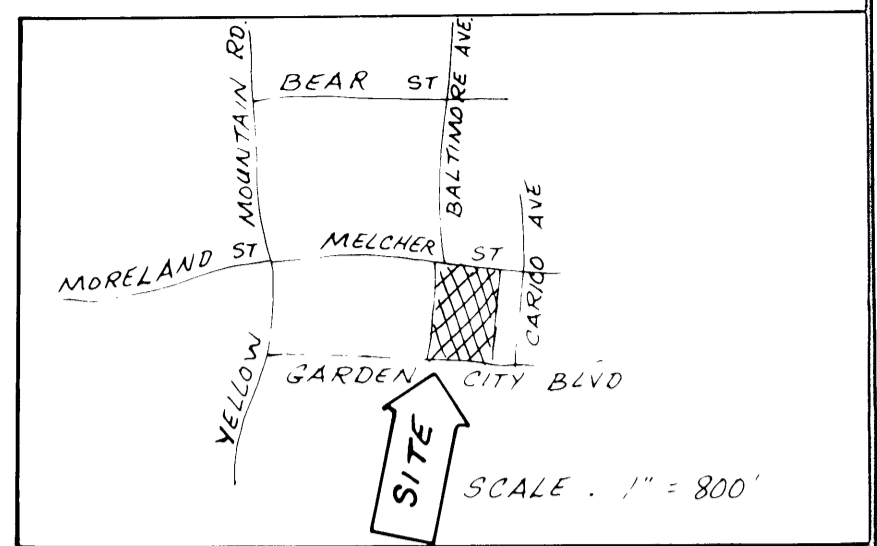 YELLOW MOUNTAIN RD.
BEAR ST
BALTIMORE AVE.
MORELAND ST
MELCHER ST
CARICO AVE
GARDEN CITY BLVD
SITE
SCALE . 1" = 800'